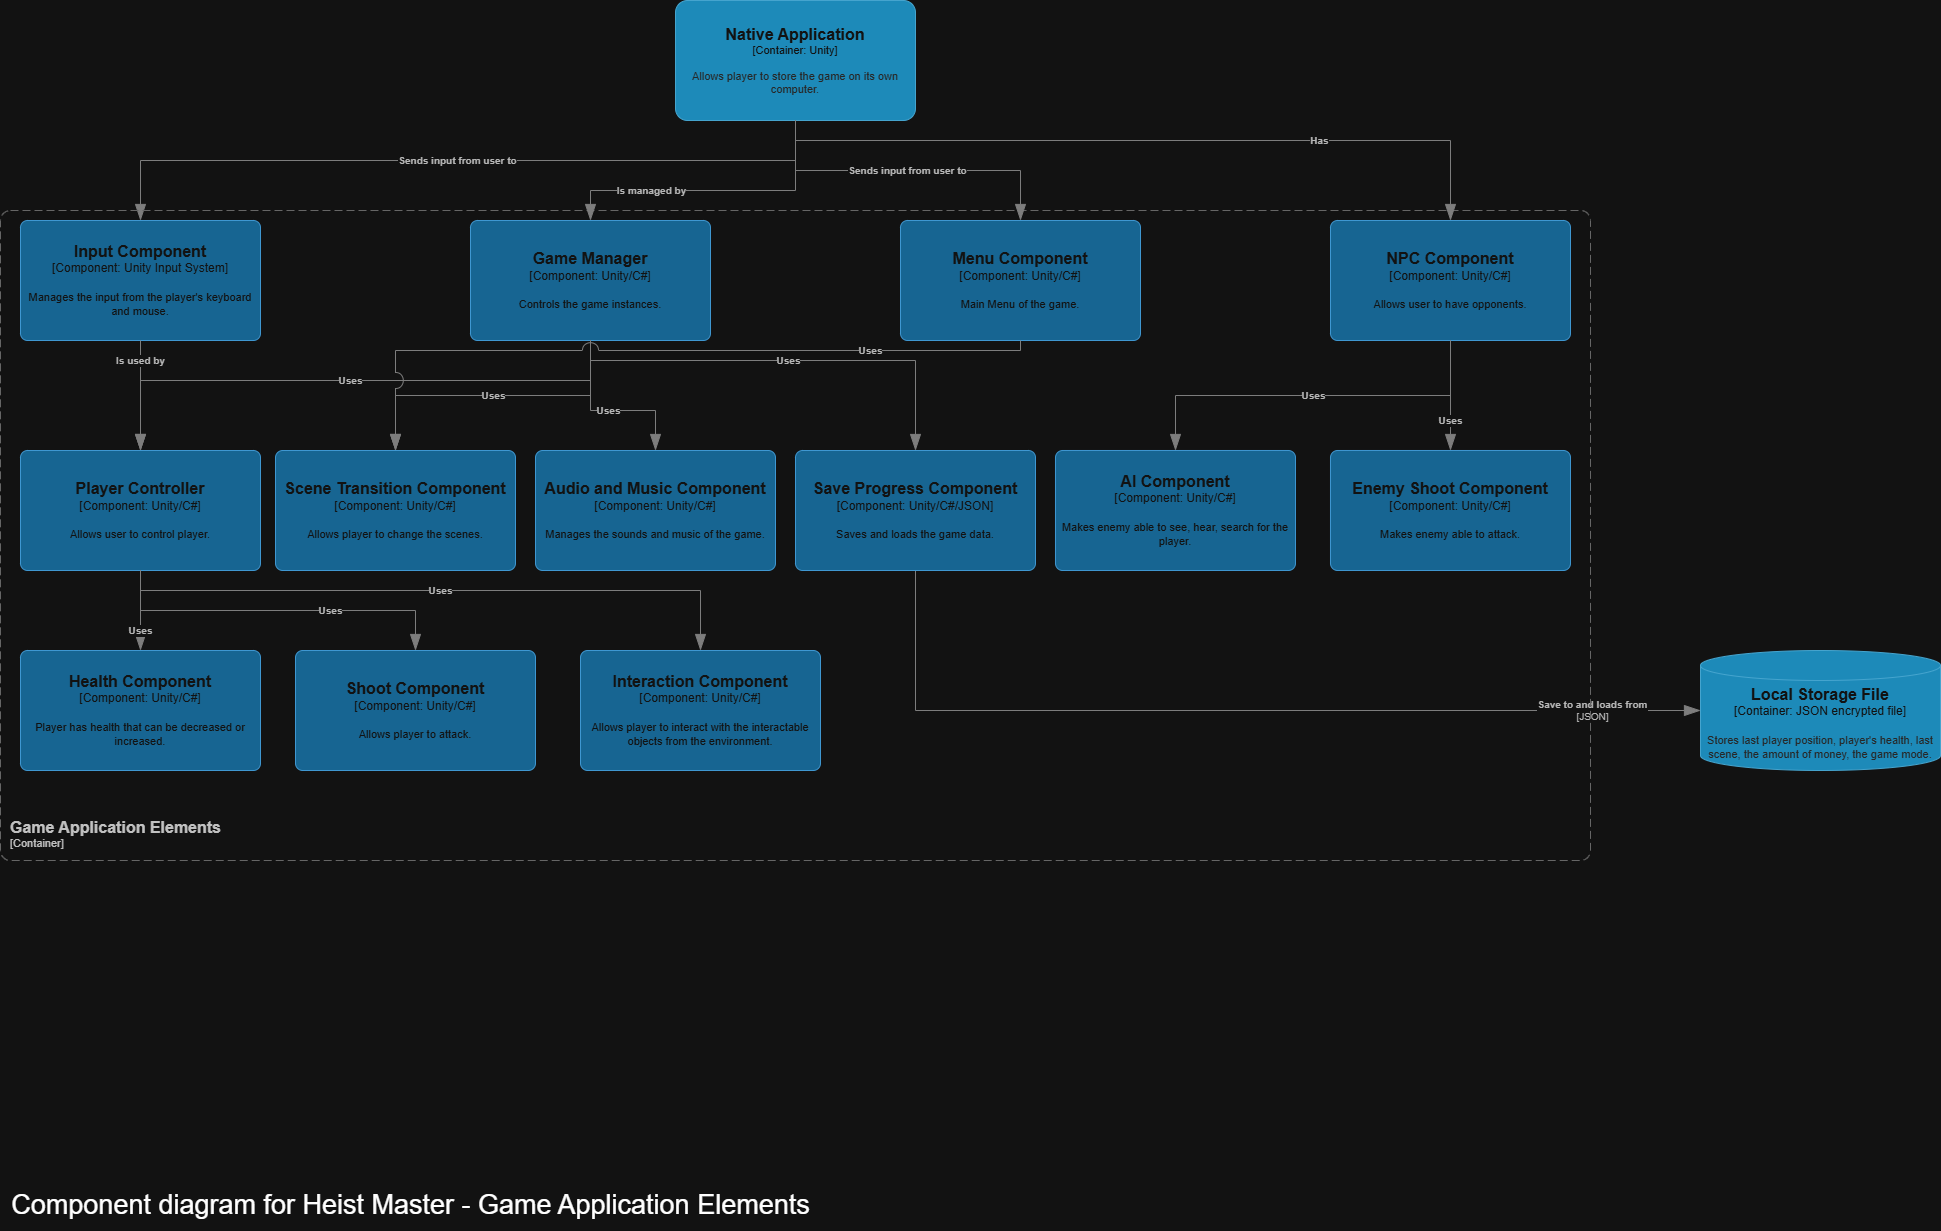 Native Application
[Container: Unity]
Allows player to store the game on its own
computer.
Has
Sends input from user to
Sends input from user to
Is managed by
Input Component
[Component: Unity Input System]
Manages the input from the player's keyboard
and mouse.
Game Manager
[Component: Unity/C#]
Controls the game instances.
Menu Component
[Component: Unity/C#]
Main Menu of the game.
NPC Component
[Component: Unity/C#]
Allows user to have opponents.
Uses
Is used by
Uses
Uses
Uses
Uses
Uses
Uses
Player Controller
[Component: Unity/C#]
Allows user to control player.
Scene Transition Component
[Component: Unity/C#]
Allows player to change the scenes.
Audio and Music Component
[Component: Unity/C#]
Manages the sounds and music of the game.
Save Progress Component
[Component: Unity/C#/JSON]
Saves and loads the game data.
AI Component
[Component: Unity/C#]
Makes enemy able to see, hear, search for the
player.
Enemy Shoot Component
[Component: Unity/C#]
Makes enemy able to attack.
Uses
Uses
Uses
Health Component
[Component: Unity/C#]
Player has health that can be decreased or
increased.
Shoot Component
[Component: Unity/C#]
Allows player to attack.
Interaction Component
[Component: Unity/C#]
Allows player to interact with the interactable
objects from the environment.
Save to and loads from
[JSON]
Local Storage File
[Container: JSON encrypted file]
Stores last player position, player's health, last
scene, the amount of money, the game mode.
Game Application Elements
[Container]
Component diagram for Heist Master - Game Application Elements